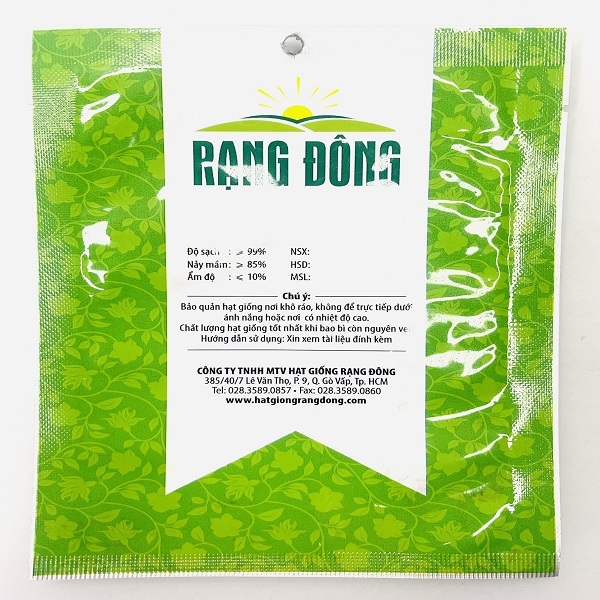 RẠNG ĐÔNG
Độ sạch : ⩾ 99% NSX:
Nảy mầm: ⩾ 85% HSD:
Ẩm độ : ⩽ 10% MSL:
Chú ý:
Bảo quản hạt giống nơi khô ráo, không để trực tiếp dưới
ánh nắng hoặc nơi có nhiệt độ cao.
Chất lượng hạt giống tốt nhất khi bao bì còn nguyên
Hướng dẫn sử dụng: Xin xem tài liệu đính kèm
CÔNG TY TNHH MTV HẠT GIỐNG RẠNG ĐÔNG
385/40/7 Lê Văn Thọ, P. 9, Q. Gò Vấp, Tp. HCM
Tel: 028.3589.0857 • Fax: 028.3589.0860
www.hatgiongrangdong.com